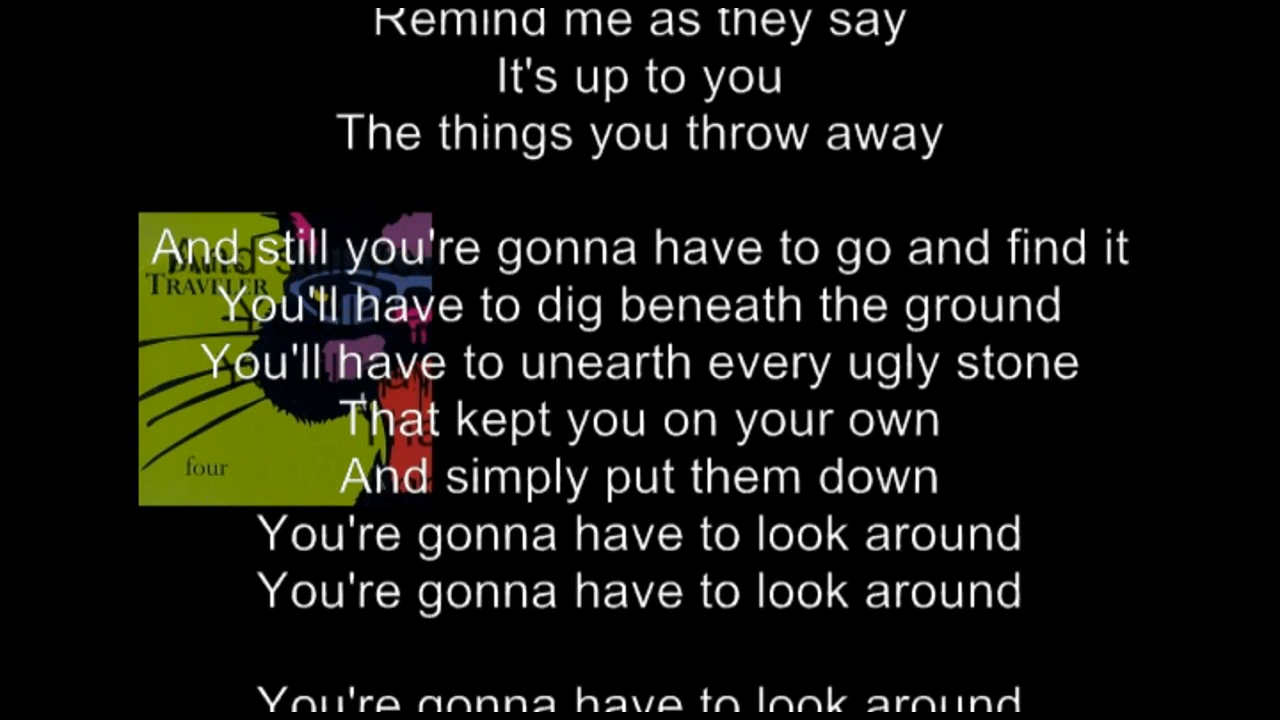 Remind me as they say
It's up to you
The things you throw away
And still you're gonna have to go and find it
TRAVELER
You'll have to dig beneath the ground
You'll have to unearth every ugly stone
That kept you on your own
four
And simply put them down
You're gonna have to look around
You're gonna have to look around
You're gonna have to look around